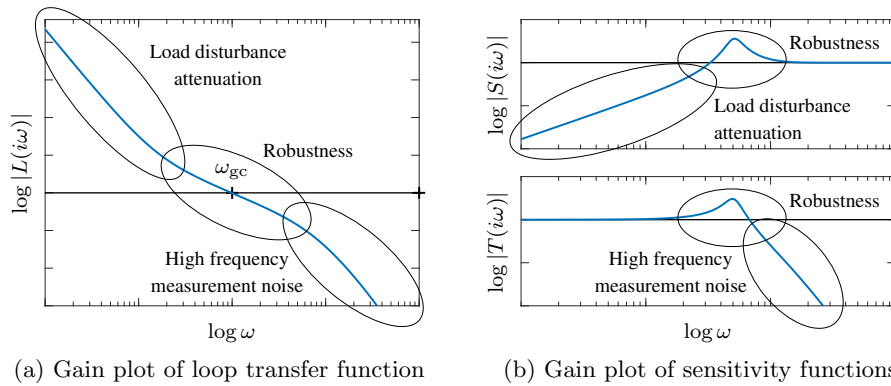 log |L(iω)|
Load disturbance
attenuation
Robustness
ω_gc
High frequency
measurement noise
log ω
(a) Gain plot of loop transfer function
log |S(iω)|
Robustness
Load disturbance
attenuation
log |T(iω)|
Robustness
High frequency
measurement noise
log ω
(b) Gain plot of sensitivity functions